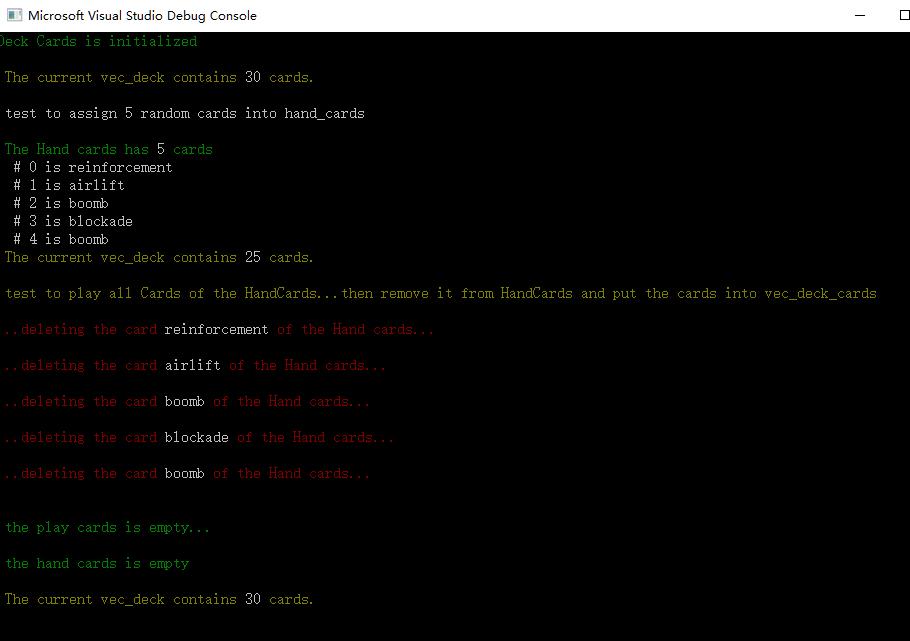 Microsoft Visual Studio Debug Console
Deck Cards is initialized
The current vec_deck contains 30 cards.
test to assign 5 random cards into hand_cards
The Hand cards has 5 cards
# 0 is reinforcement
# 1 is airlift
# 2 is boomb
# 3 is blockade
# 4 is boomb
The current vec_deck contains 25 cards.
test to play all Cards of the HandCards...then remove it from HandCards and put the cards into vec_deck_cards
..deleting the card reinforcement of the Hand cards...
..deleting the card airlift of the Hand cards...
..deleting the card boomb of the Hand cards...
..deleting the card blockade of the Hand cards...
..deleting the card boomb of the Hand cards...
the play cards is empty...
the hand cards is empty
The current vec_deck contains 30 cards.